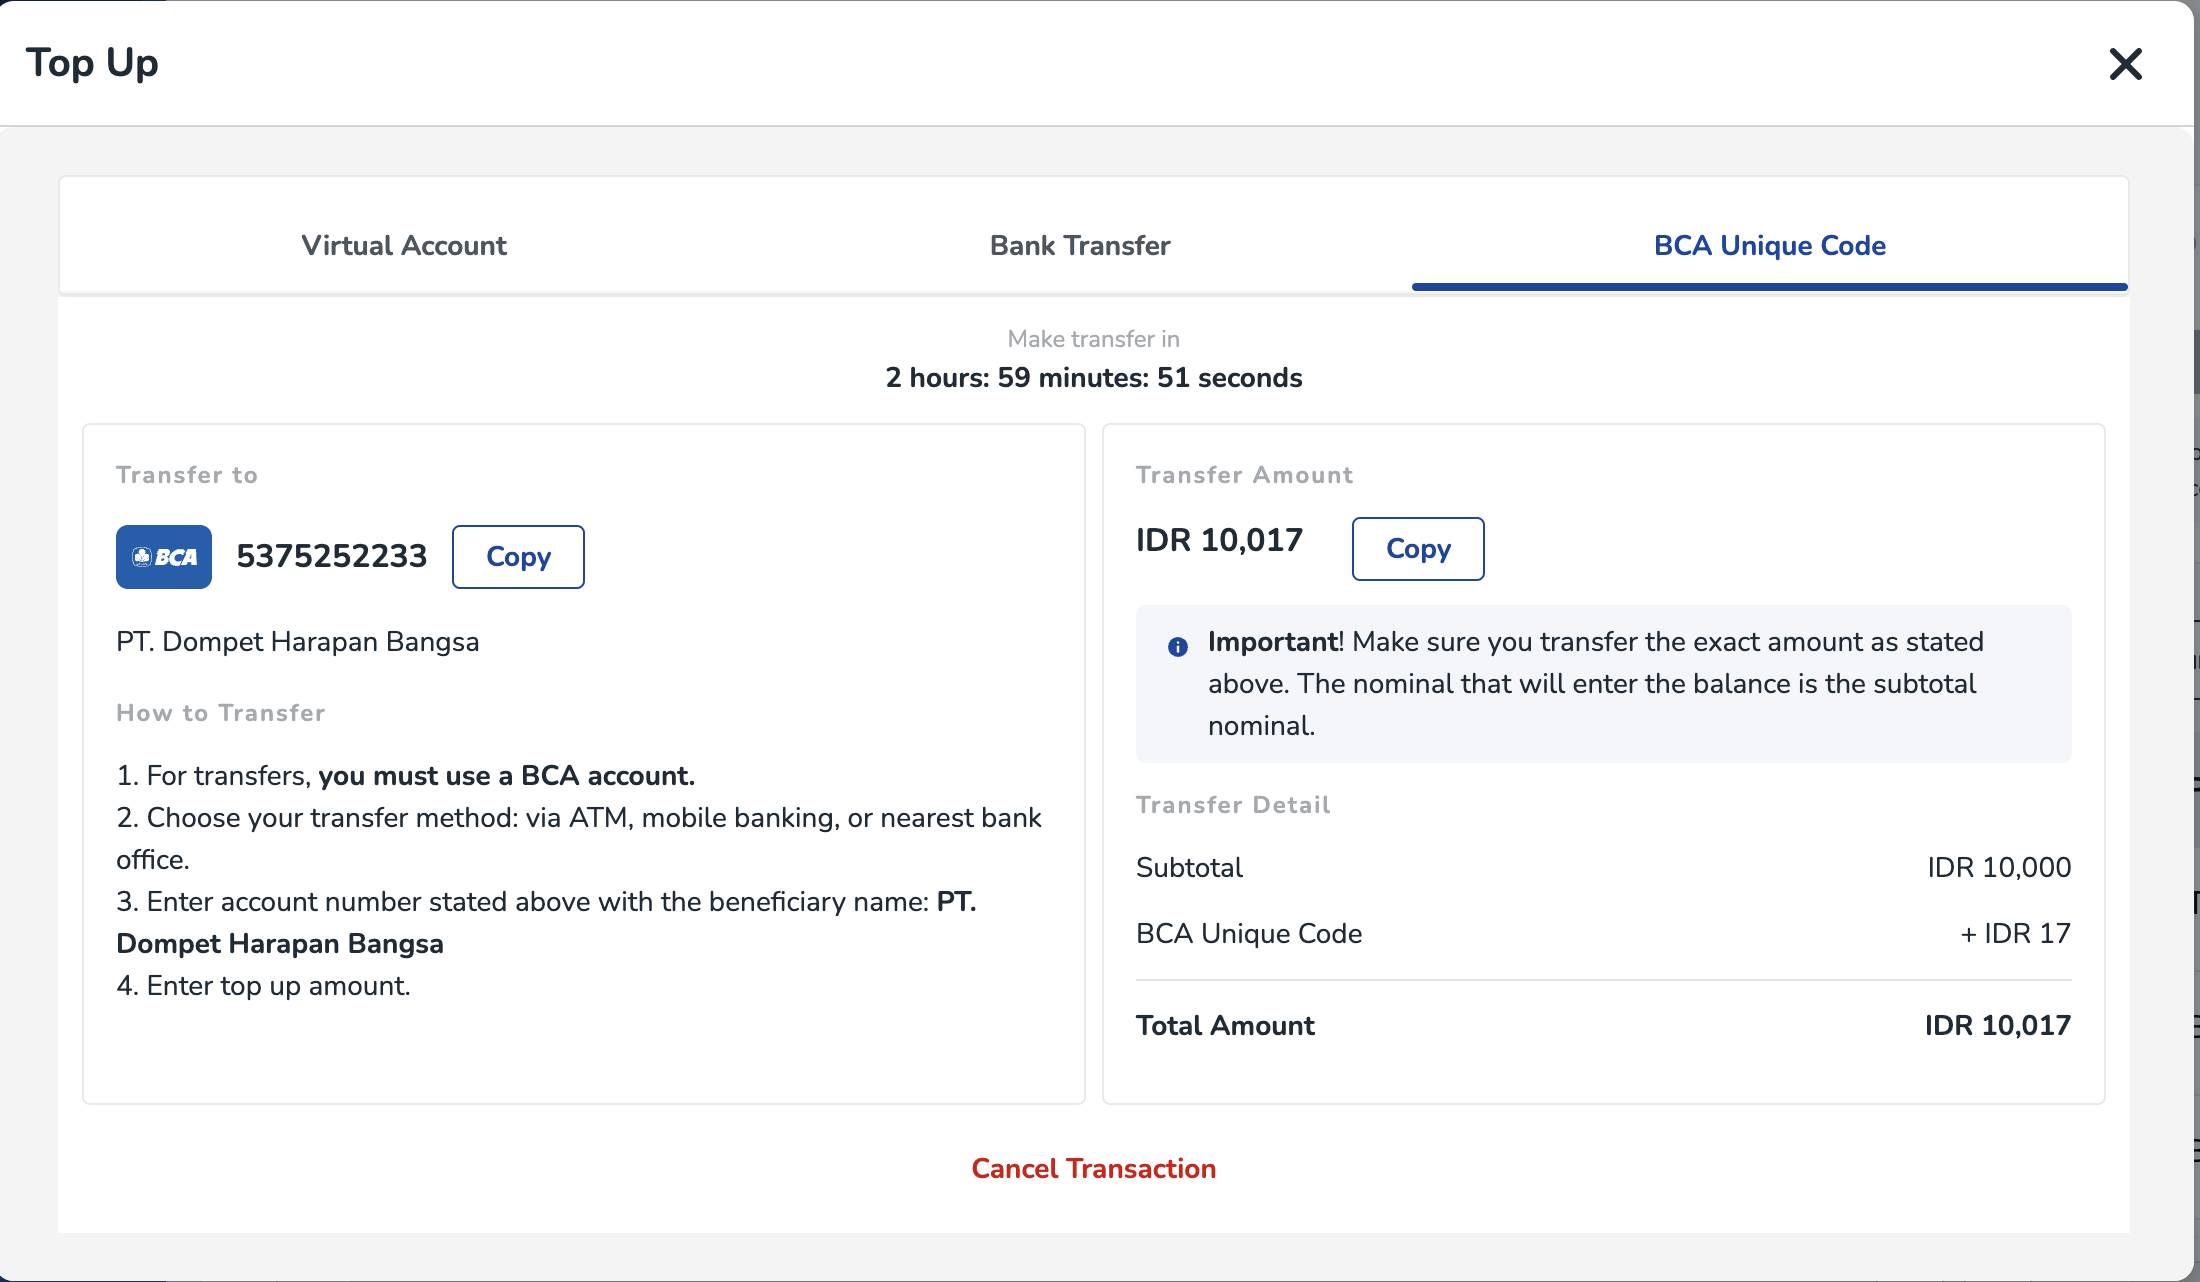 Top Up
Virtual Account
Bank Transfer
BCA Unique Code
Make transfer in
2 hours: 59 minutes: 51 seconds
Transfer to
BCA
5375252233
Copy
PT. Dompet Harapan Bangsa
How to Transfer
1. For transfers, you must use a BCA account.
2. Choose your transfer method: via ATM, mobile banking, or nearest bank
office.
3. Enter account number stated above with the beneficiary name: PT.
Dompet Harapan Bangsa
4. Enter top up amount.
Transfer Amount
IDR 10,017
Copy
Important! Make sure you transfer the exact amount as stated
above. The nominal that will enter the balance is the subtotal
nominal.
Transfer Detail
Subtotal
IDR 10,000
BCA Unique Code
+ IDR 17
Total Amount
IDR 10,017
Cancel Transaction